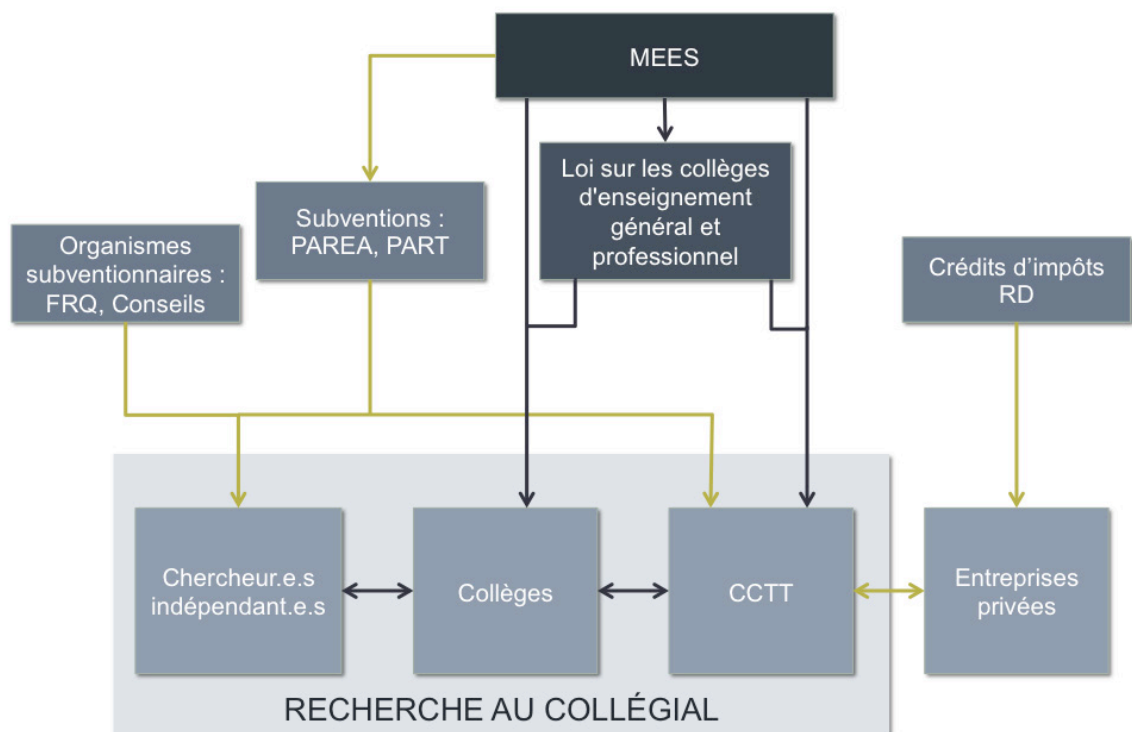 MEES
Loi sur les collèges
d'enseignement
général et
professionnel
Subventions :
PAREA, PART
Organismes
subventionnaires :
FRQ, Conseils
Crédits d’impôts
RD
Chercheur.e.s
indépendant.e.s
Collèges
CCTT
Entreprises
privées
RECHERCHE AU COLLÉGIAL